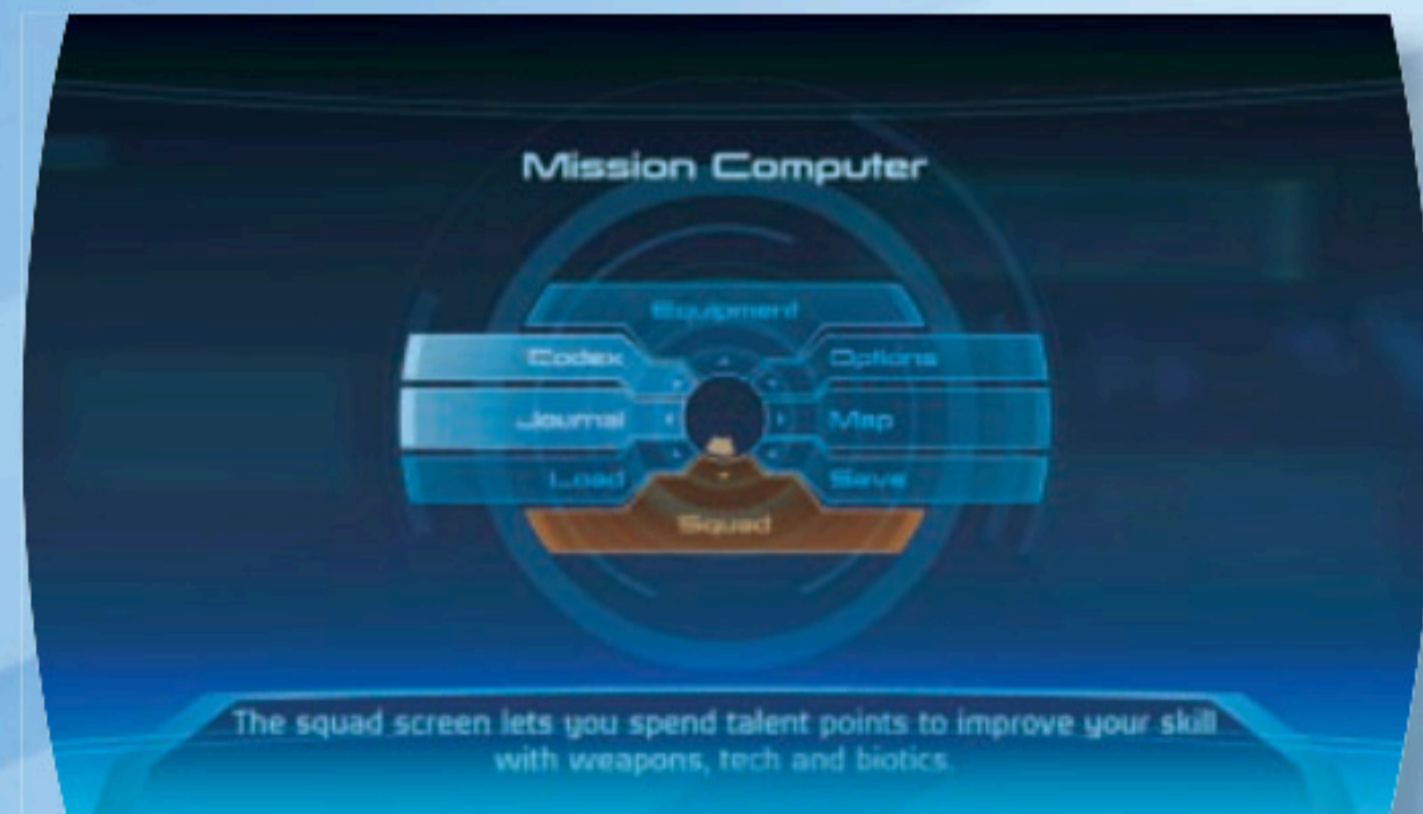 Mission Computer
Equipment
Codex
Options
Journal
Map
Load
Save
Squad
The squad screen lets you spend talent points to improve your skill
with weapons, tech and biotics.